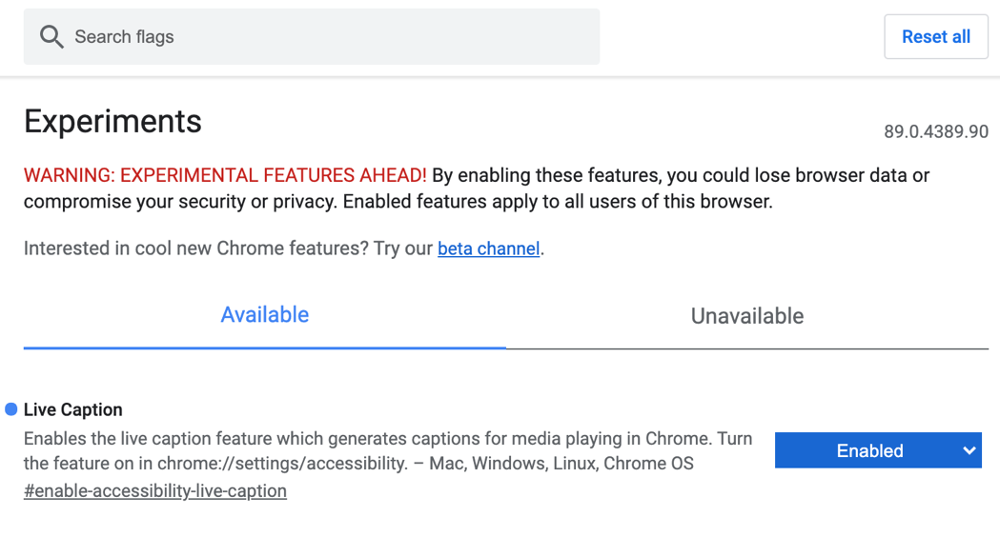 Search flags
Reset all
Experiments
89.0.4389.90
WARNING: EXPERIMENTAL FEATURES AHEAD! By enabling these features, you could lose browser data or
compromise your security or privacy. Enabled features apply to all users of this browser.
Interested in cool new Chrome features? Try our beta channel.
Available
Unavailable
Live Caption
Enables the live caption feature which generates captions for media playing in Chrome. Turn
the feature on in chrome://settings/accessibility. – Mac, Windows, Linux, Chrome OS
#enable-accessibility-live-caption
Enabled